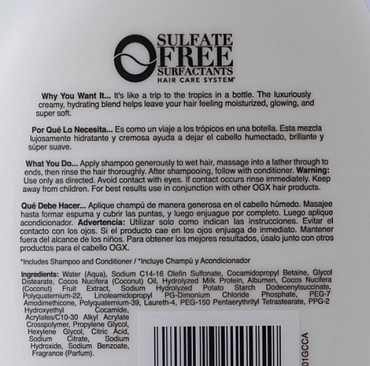 SULFATE
FREE
SURFACTANTS
HAIR CARE SYSTEM
Why You Want It... It's like a trip to the tropics in a bottle. The luxuriously
creamy, hydrating blend helps leave your hair feeling moisturized, glowing, and
super soft.
Por Qué Lo Necesita... Es como un viaje a los trópicos en una botella. Esta mezcla
lujosamente hidratante y cremosa ayuda a dejar el cabello humectado, brillante y
súper suave.
What You Do... Apply shampoo generously to wet hair, massage into a lather through to
ends, then rinse the hair thoroughly. After shampooing, follow with conditioner. Warning:
Use only as directed. Avoid contact with eyes. If contact occurs rinse immediately. Keep
away from children. For best results use in conjunction with other OGX hair products.
Qué Debe Hacer... Aplique champú de manera generosa en el cabello húmedo. Masajee
hasta formar espuma y cubrir las puntas, y luego enjuague por completo. Luego aplique
acondicionador. Advertencia: Utilizar solo como indican las instrucciones. Evitar el
contacto con los ojos. Si el producto cae en los ojos enjuaga de inmediato. Mantener
fuera del alcance de los niños. Para obtener los mejores resultados, úsalo junto con otros
productos para el cabello OGX.
*Includes Shampoo and Conditioner / *Incluye Champú y Acondicionador
Ingredients: Water (Aqua), Sodium C14-16 Olefin Sulfonate, Cocamidopropyl Betaine, Glycol
Distearate, Cocos Nucifera (Coconut) Oil, Hydrolyzed Milk Protein, Albumen, Cocos Nucifera
(Coconut) Fruit Extract, Sodium Hydrolyzed Potato Starch Dodecenylsuccinate,
Polyquaternium-22, Linoleamidopropyl PG-Dimonium Chloride Phosphate, PEG-7
Amodimethicone, Polyquaternium-39, Laureth-4, PEG-150 Pentaerythrityl Tetrastearate, PPG-2
Hydroxyethyl Cocamide,
Acrylates/C10-30 Alkyl Acrylate
Crosspolymer, Propylene Glycol,
Hexylene Glycol, Citric Acid,
Sodium Citrate, Sodium
Hydroxide, Sodium Benzoate,
Fragrance (Parfum).
01GCCA